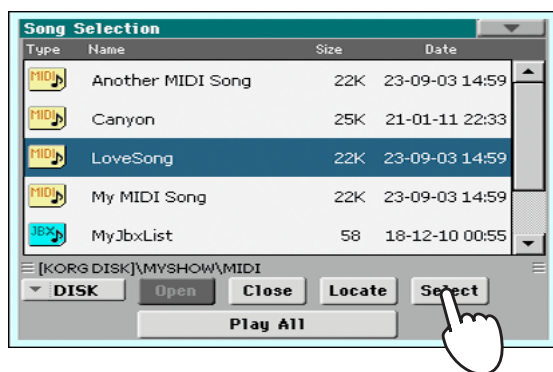 Song Selection
Type Name Size Date
MIDI Another MIDI Song 22K 23-09-03 14:59
MIDI Canyon 25K 21-01-11 22:33
MIDI LoveSong 22K 23-09-03 14:59
MIDI My MIDI Song 22K 23-09-03 14:59
JBX MyJbxList 58 18-12-10 00:55
[KORG DISK]\MYSHOW\MIDI
DISK Open Close Locate Select
Play All